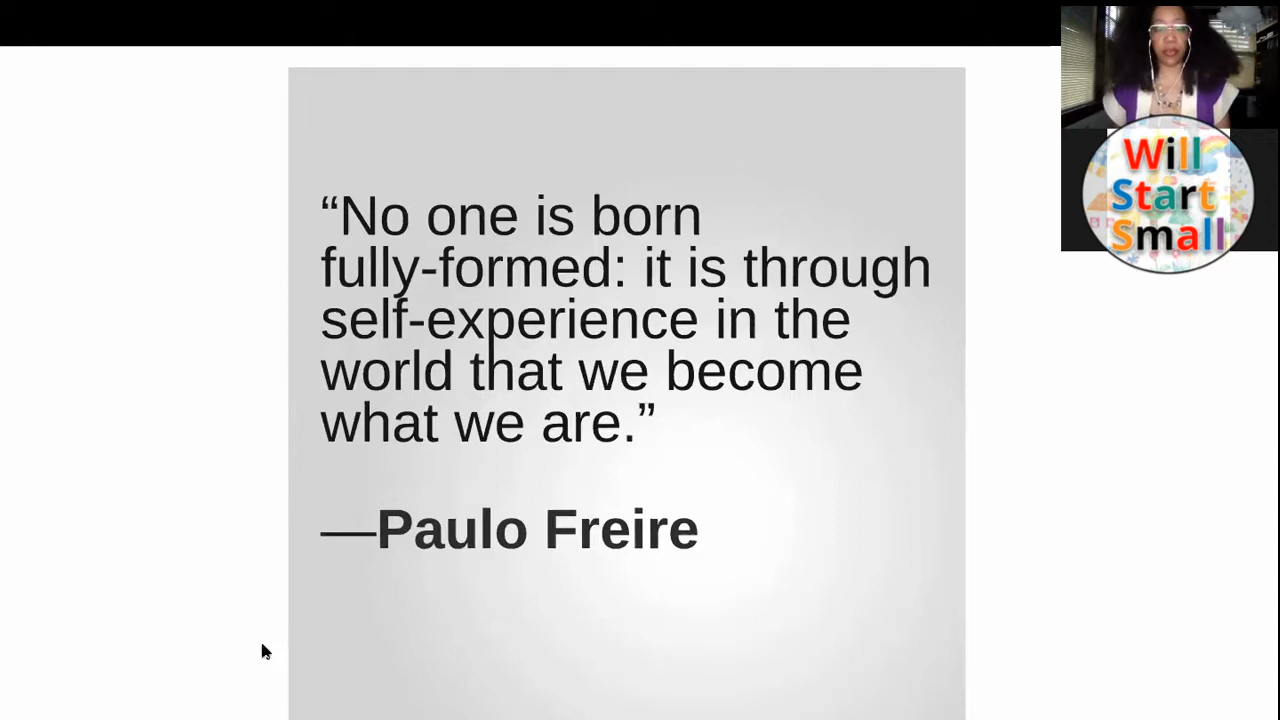 “No one is born
fully-formed: it is through
self-experience in the
world that we become
what we are.”
—Paulo Freire
Will
Start
Small